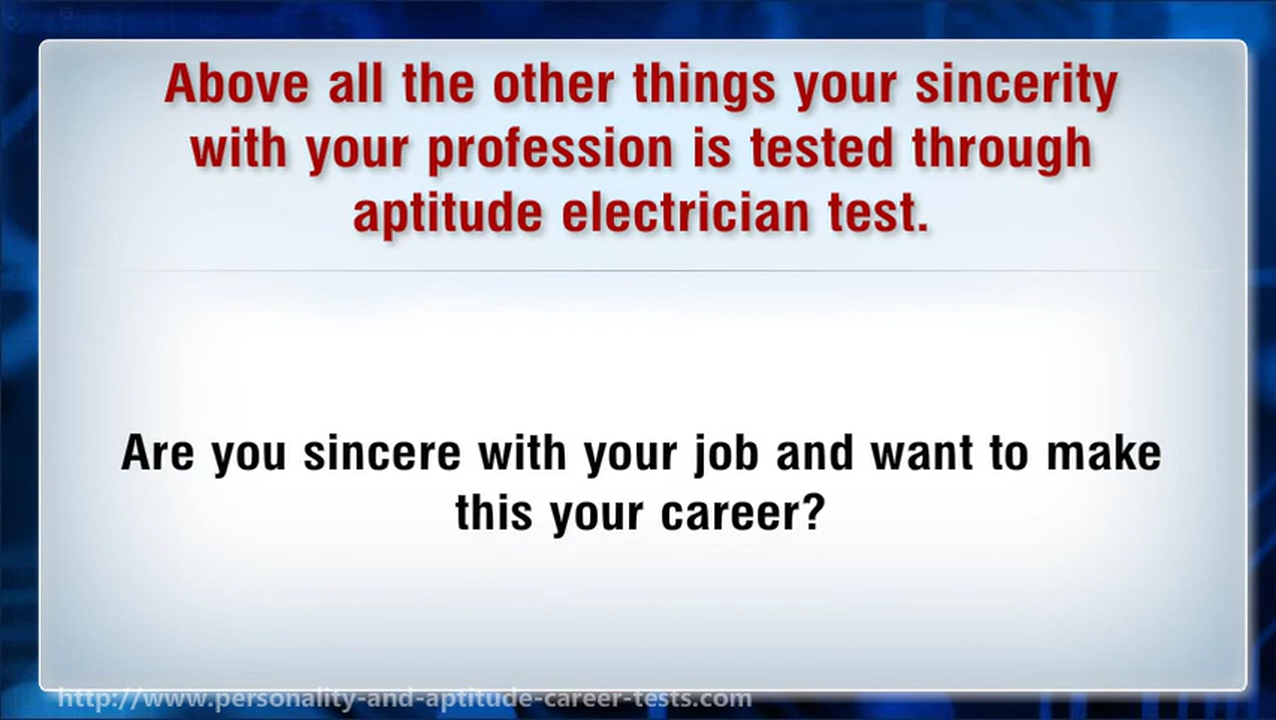 Above all the other things your sincerity
with your profession is tested through
aptitude electrician test.
Are you sincere with your job and want to make
this your career?
http://www.personality-and-aptitude-career-tests.com